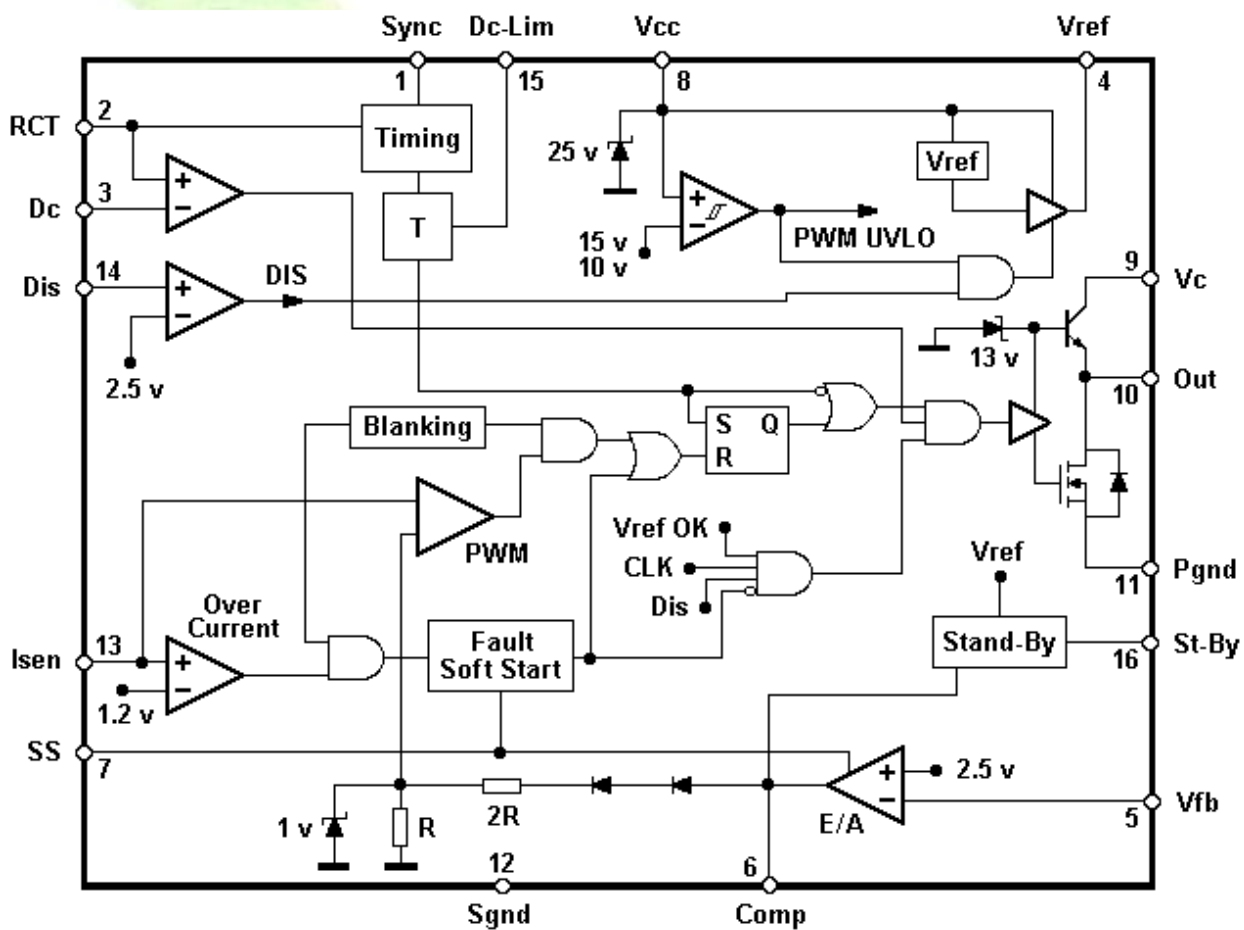 Sync Dc-Lim Vcc Vref
1 15 8 4
RCT 2
Timing
25 v
Vref
+
−
Dc 3
T
+
−
15 v
10 v
PWM UVLO
Dis 14
+
−
DIS
2.5 v
9 Vc
13 v
10 Out
Blanking
S Q
R
PWM
Vref OK
CLK
Dis
Vref
11 Pgnd
Over
Current
Isen 13
+
−
1.2 v
Fault
Soft Start
Stand-By
16 St-By
SS 7
+
−
2.5 v
E/A
5 Vfb
1 v
R
2R
12
6
Sgnd Comp